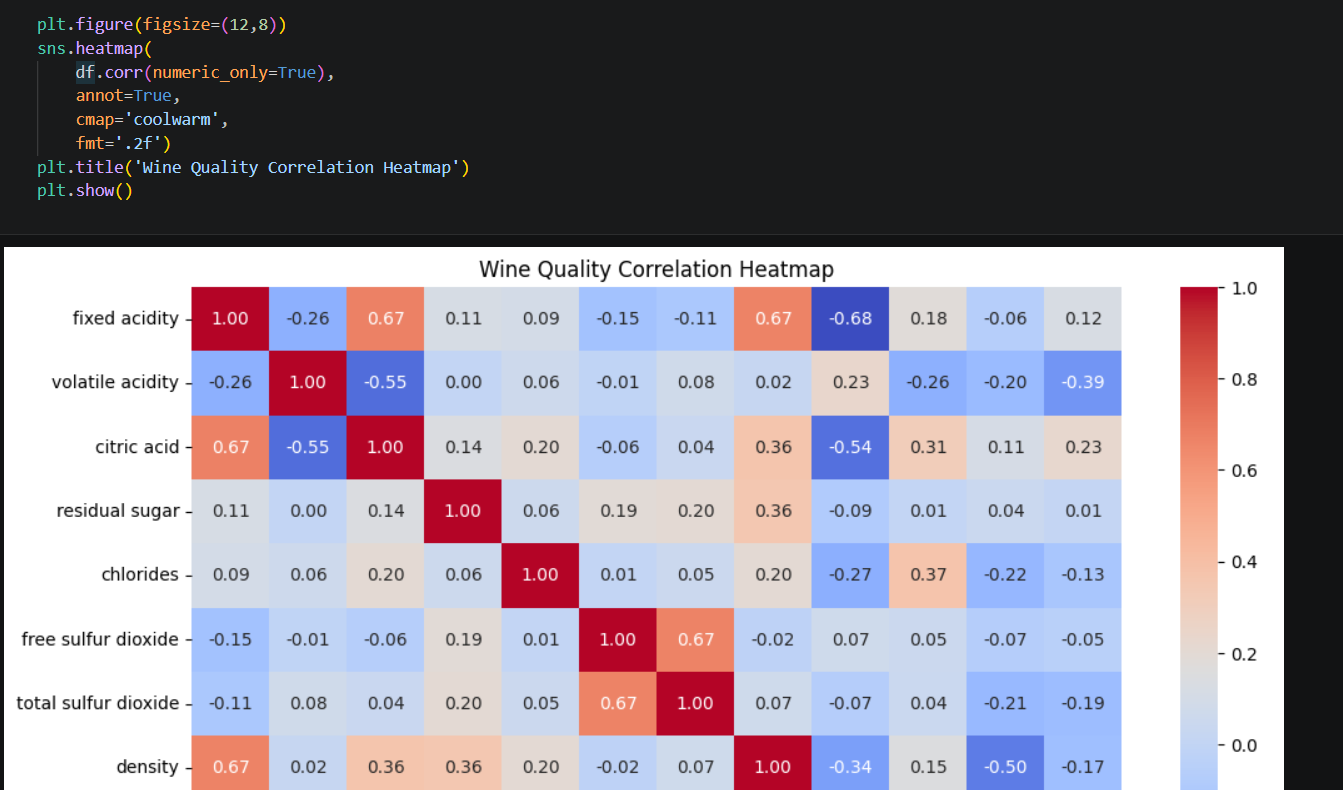 plt.figure(figsize=(12,8))
sns.heatmap(
    df.corr(numeric_only=True),
    annot=True,
    cmap='coolwarm',
    fmt='.2f')
plt.title('Wine Quality Correlation Heatmap')
plt.show()
Wine Quality Correlation Heatmap
fixed acidity 1.00 -0.26 0.67 0.11 0.09 -0.15 -0.11 0.67 -0.68 0.18 -0.06 0.12
volatile acidity -0.26 1.00 -0.55 0.00 0.06 -0.01 0.08 0.02 0.23 -0.26 -0.20 -0.39
citric acid 0.67 -0.55 1.00 0.14 0.20 -0.06 0.04 0.36 -0.54 0.31 0.11 0.23
residual sugar 0.11 0.00 0.14 1.00 0.06 0.19 0.20 0.36 -0.09 0.01 0.04 0.01
chlorides 0.09 0.06 0.20 0.06 1.00 0.01 0.05 0.20 -0.27 0.37 -0.22 -0.13
free sulfur dioxide -0.15 -0.01 -0.06 0.19 0.01 1.00 0.67 -0.02 0.07 0.05 -0.07 -0.05
total sulfur dioxide -0.11 0.08 0.04 0.20 0.05 0.67 1.00 0.07 -0.07 0.04 -0.21 -0.19
density 0.67 0.02 0.36 0.36 0.20 -0.02 0.07 1.00 -0.34 0.15 -0.50 -0.17
1.0
0.8
0.6
0.4
0.2
0.0